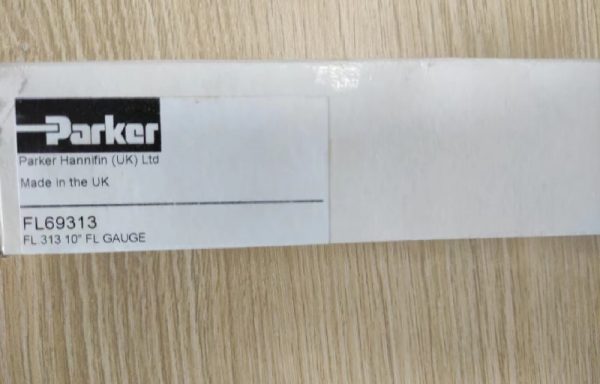 Parker
Parker Hannifin (UK) Ltd
Made in the UK
FL69313
FL 313 10" FL GAUGE